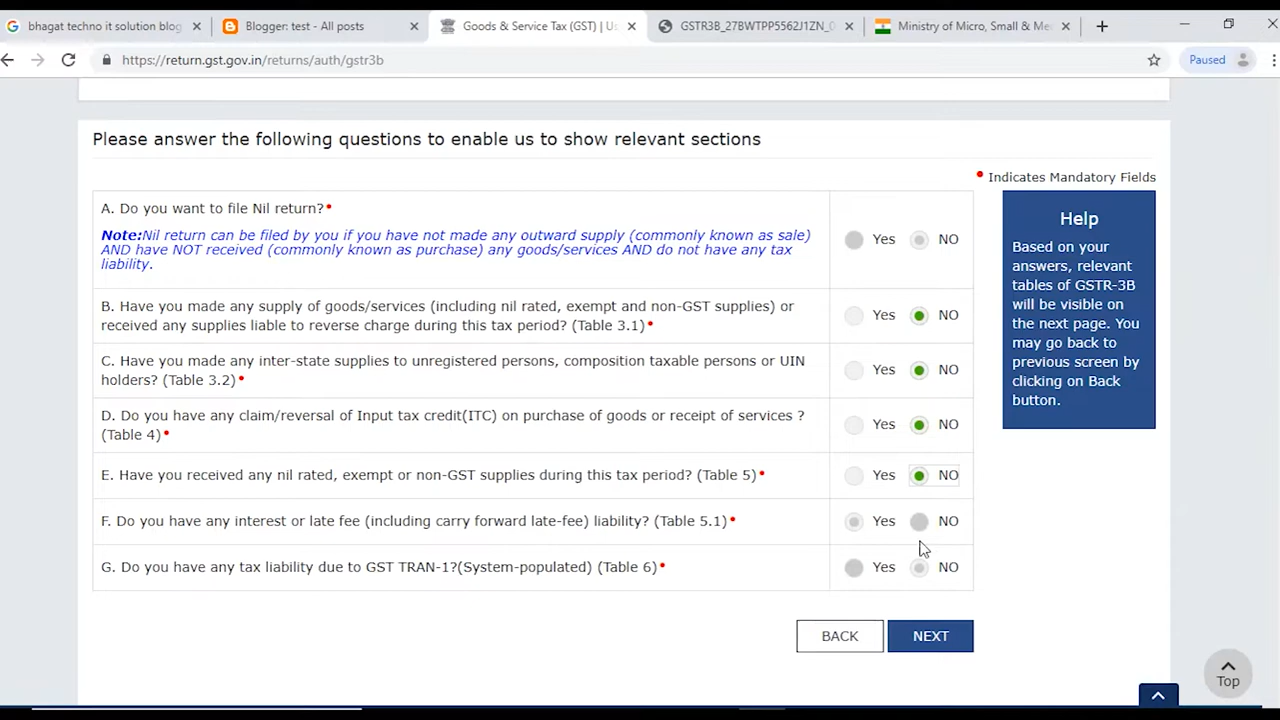 bhagat techno it solution blog
Blogger: test - All posts
Goods & Service Tax (GST) | Us
GSTR3B_27BWTPP5562J1ZN_0
Ministry of Micro, Small & Me
https://return.gst.gov.in/returns/auth/gstr3b
Paused
Please answer the following questions to enable us to show relevant sections
• Indicates Mandatory Fields
A. Do you want to file Nil return?•
Note:Nil return can be filed by you if you have not made any outward supply (commonly known as sale)
AND have NOT received (commonly known as purchase) any goods/services AND do not have any tax
liability.
Yes NO
B. Have you made any supply of goods/services (including nil rated, exempt and non-GST supplies) or
received any supplies liable to reverse charge during this tax period? (Table 3.1)•
Yes NO
C. Have you made any inter-state supplies to unregistered persons, composition taxable persons or UIN
holders? (Table 3.2)•
Yes NO
D. Do you have any claim/reversal of Input tax credit(ITC) on purchase of goods or receipt of services ?
(Table 4)•
Yes NO
E. Have you received any nil rated, exempt or non-GST supplies during this tax period? (Table 5)•
Yes NO
F. Do you have any interest or late fee (including carry forward late-fee) liability? (Table 5.1)•
Yes NO
G. Do you have any tax liability due to GST TRAN-1?(System-populated) (Table 6)•
Yes NO
Help
Based on your
answers, relevant
tables of GSTR-3B
will be visible on
the next page. You
may go back to
previous screen by
clicking on Back
button.
BACK
NEXT
Top